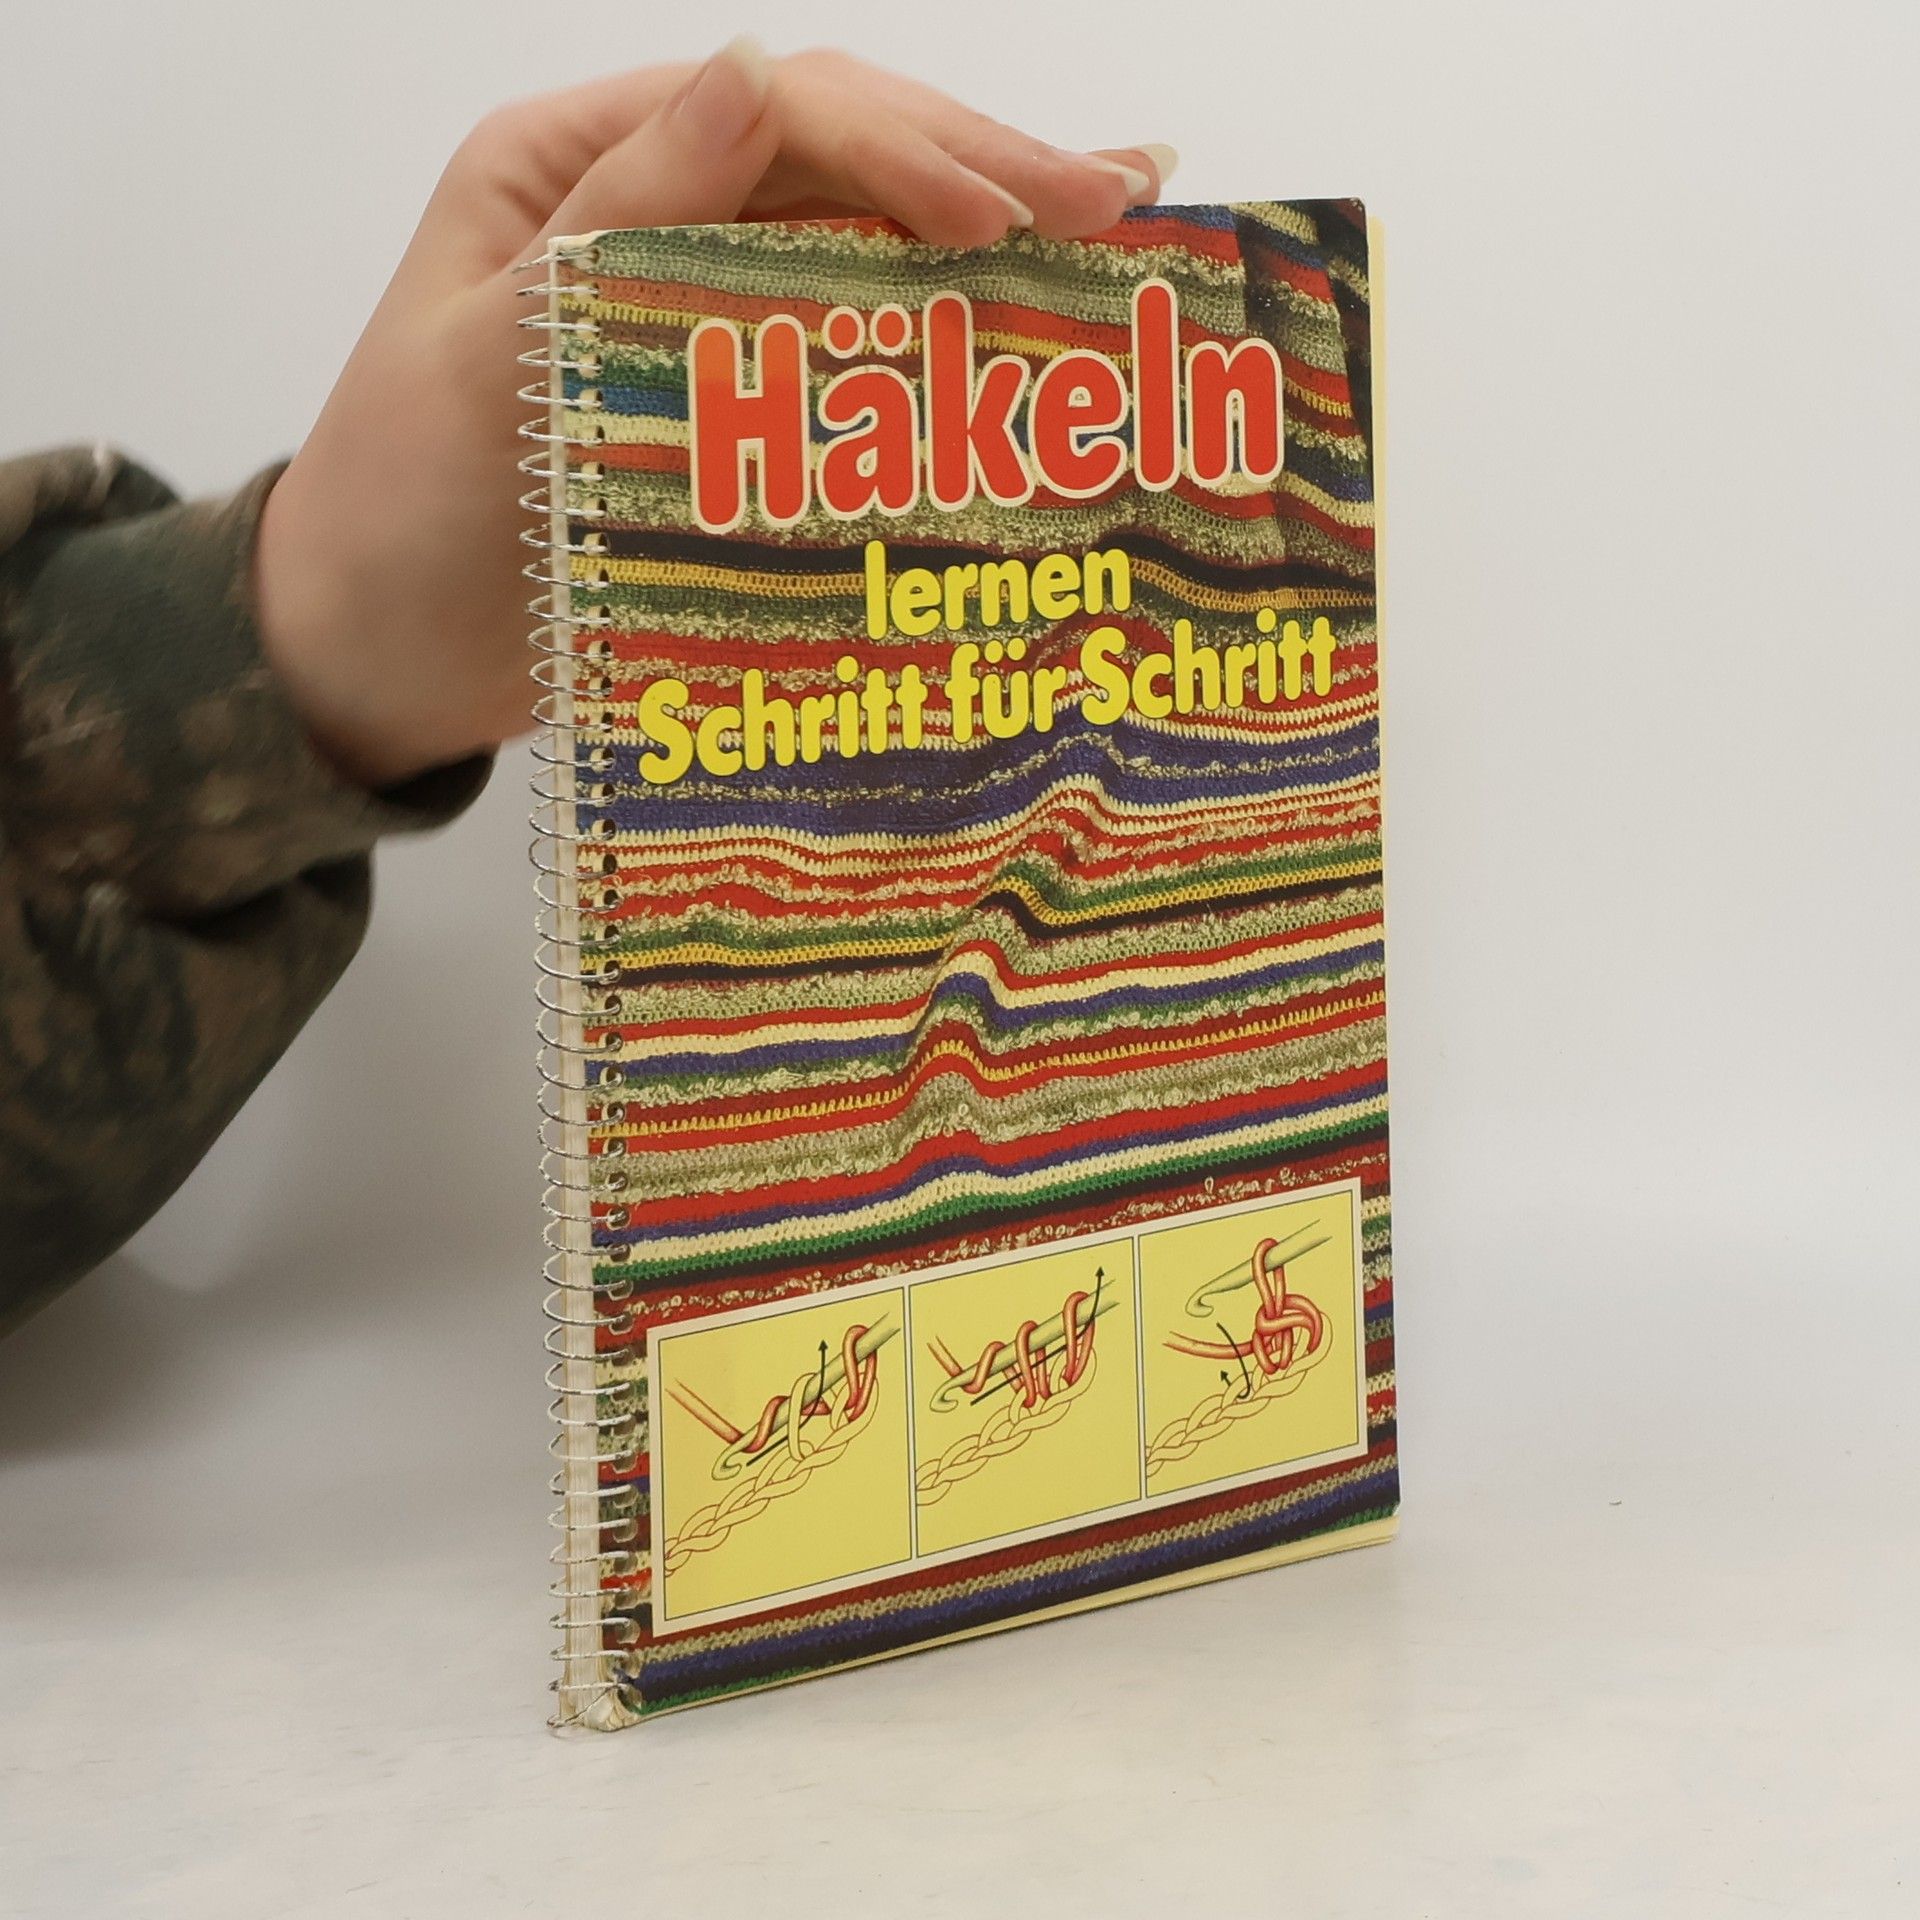 Häkeln
lernen
Schritt für Schritt